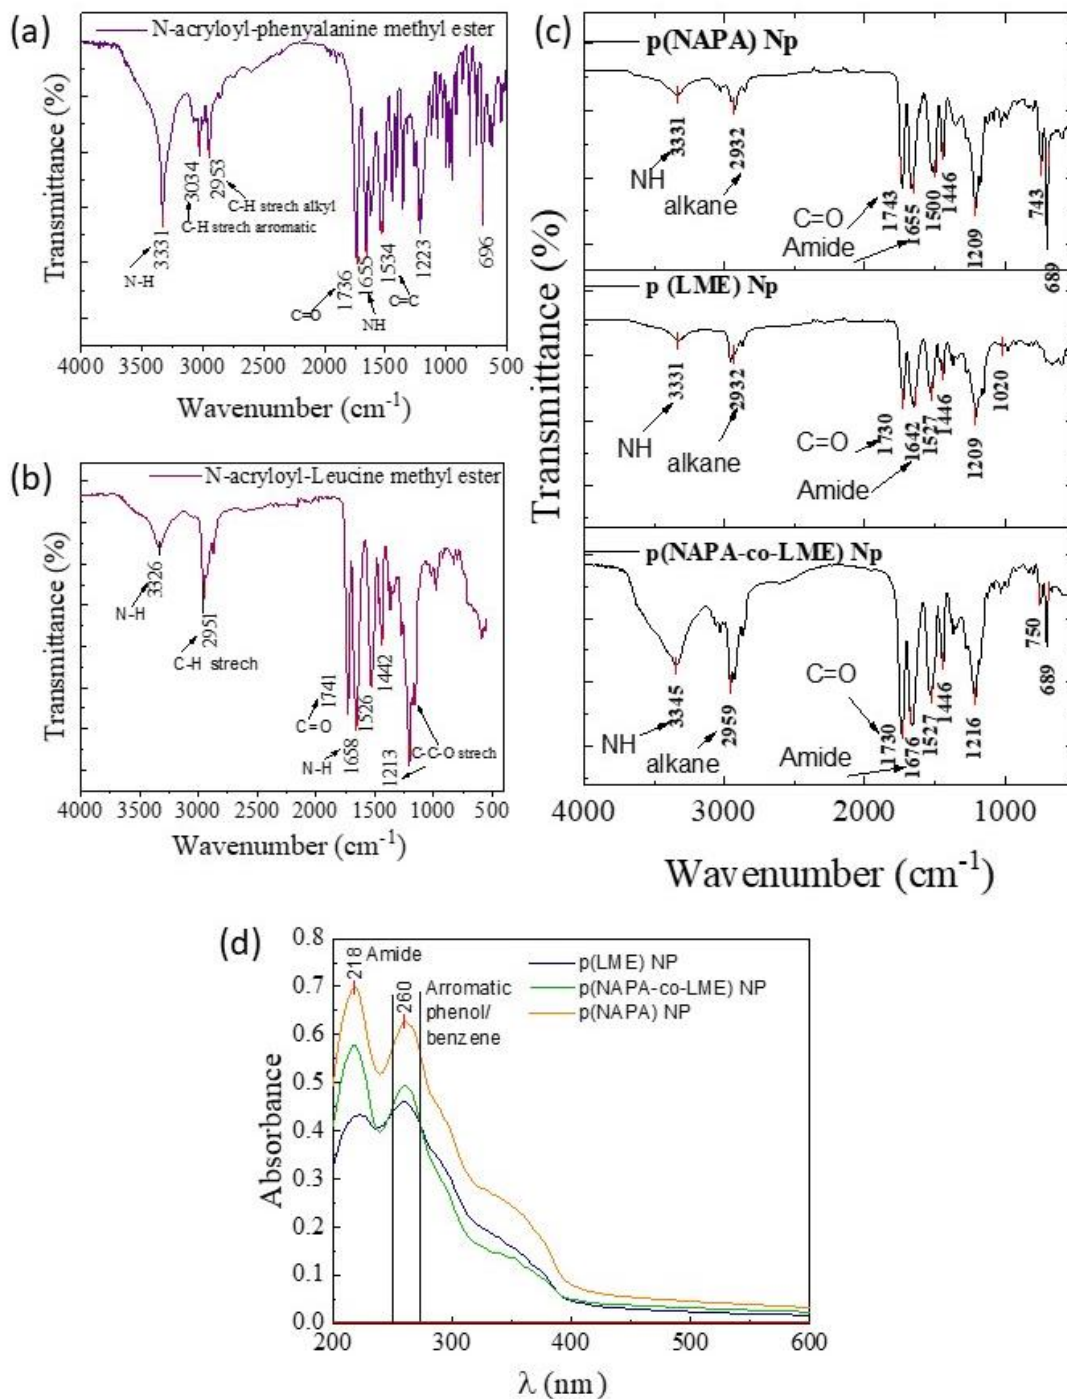 (a)
N-acryloyl-phenyalanine methyl ester
Transmittance (%)
3331
N-H
3034
2953
C-H strech alkyl
C-H strech arromatic
C=O
1736
1655
NH
1534
C=C
1223
696
4000 3500 3000 2500 2000 1500 1000 500
Wavenumber (cm-1)
(b)
N-acryloyl-Leucine methyl ester
Transmittance (%)
3326
N-H
2951
C-H strech
1741
C=O
1658
N-H
1526
1442
1213
C-C-O strech
4000 3500 3000 2500 2000 1500 1000 500
Wavenumber (cm-1)
(c)
Transmittance (%)
p(NAPA) Np
3331
NH
2932
alkane
C=O
Amide
1743
1655
1500
1446
1209
743
689
p (LME) Np
3331
NH
2932
alkane
C=O
Amide
1730
1642
1527
1446
1209
1020
p(NAPA-co-LME) Np
3345
NH
2959
alkane
C=O
Amide
1730
1676
1527
1446
1216
750
689
4000 3000 2000 1000
Wavenumber (cm-1)
(d)
Absorbance
0.8
0.7
0.6
0.5
0.4
0.3
0.2
0.1
0.0
218
Amide
260
Arromatic
phenol/
benzene
p(LME) NP
p(NAPA-co-LME) NP
p(NAPA) NP
200 300 400 500 600
λ (nm)